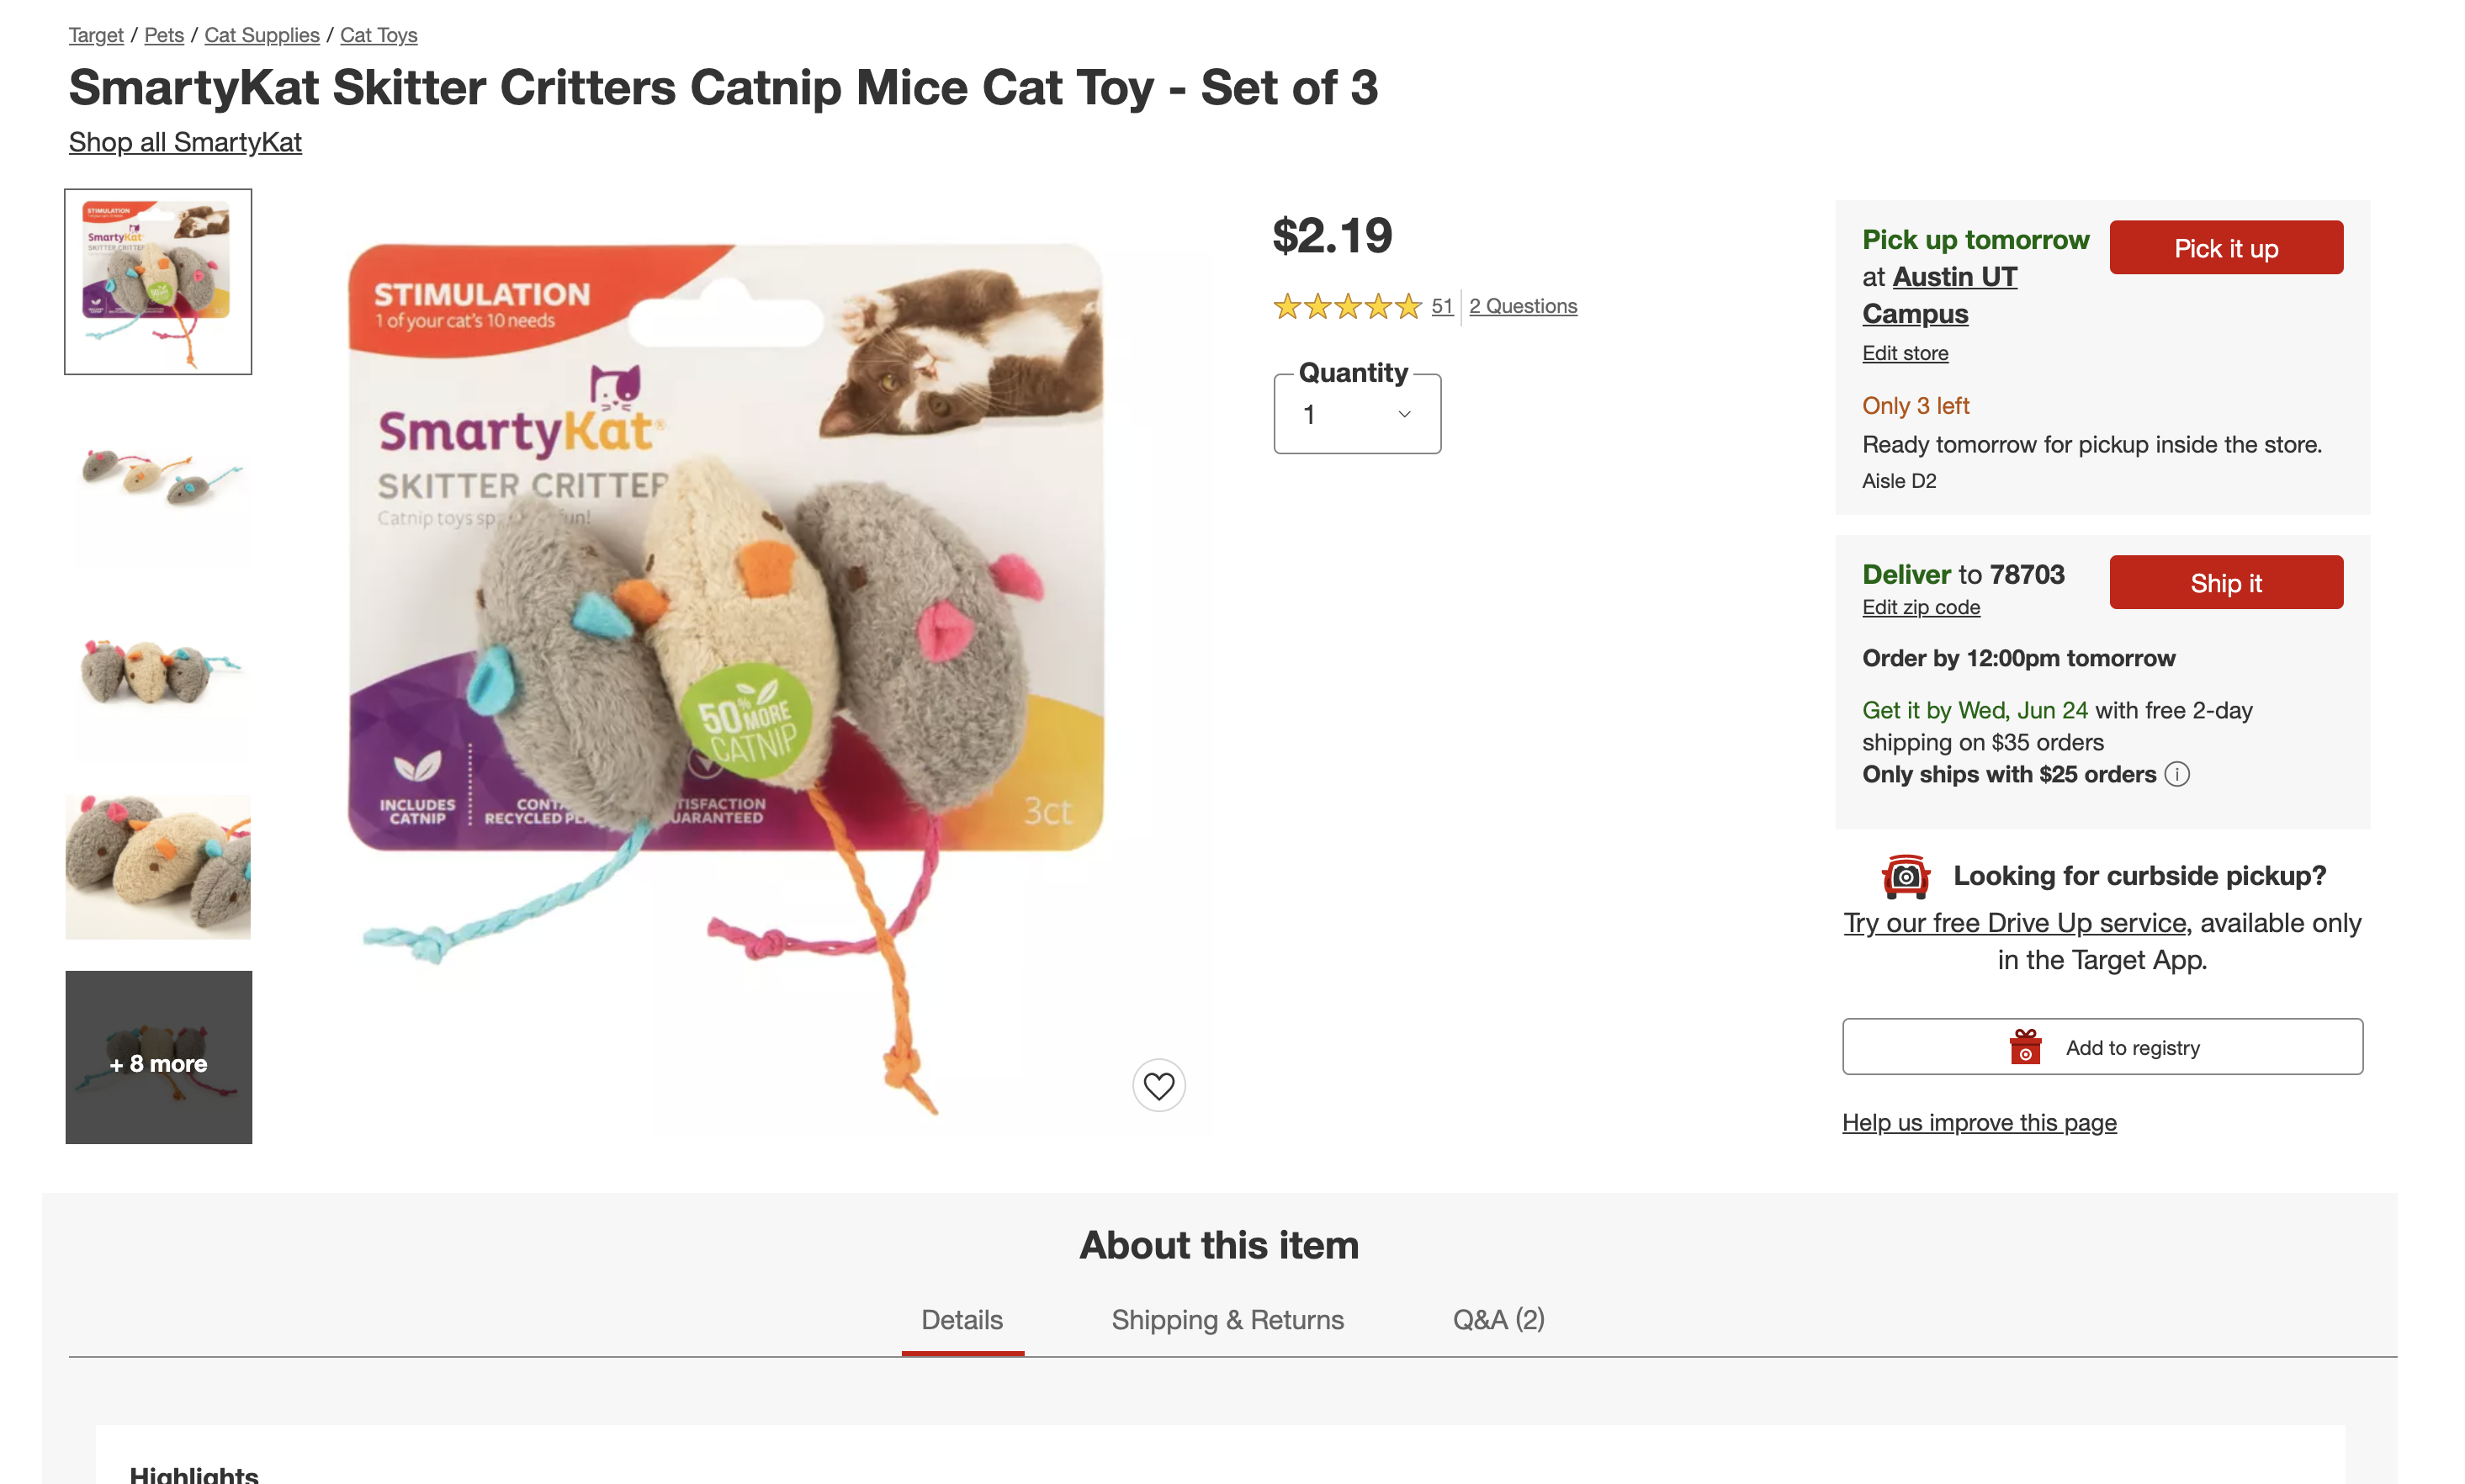 Target / Pets / Cat Supplies / Cat Toys
SmartyKat Skitter Critters Catnip Mice Cat Toy - Set of 3
Shop all SmartyKat
STIMULATION
SmartyKat
+ 8 more
STIMULATION
1 of your cat's 10 needs
SmartyKat®
SKITTER CRITTER
Catnip toys
50% MORE
CATNIP
INCLUDES
CATNIP
RECYCLED
3ct
$2.19
51
2 Questions
Quantity
1
Pick up tomorrow
at Austin UT
Campus
Pick it up
Edit store
Only 3 left
Ready tomorrow for pickup inside the store.
Aisle D2
Deliver to 78703
Ship it
Edit zip code
Order by 12:00pm tomorrow
Get it by Wed, Jun 24 with free 2-day
shipping on $35 orders
Only ships with $25 orders
Looking for curbside pickup?
Try our free Drive Up service, available only
in the Target App.
Add to registry
Help us improve this page
About this item
Details
Shipping & Returns
Q&A (2)
Highlights